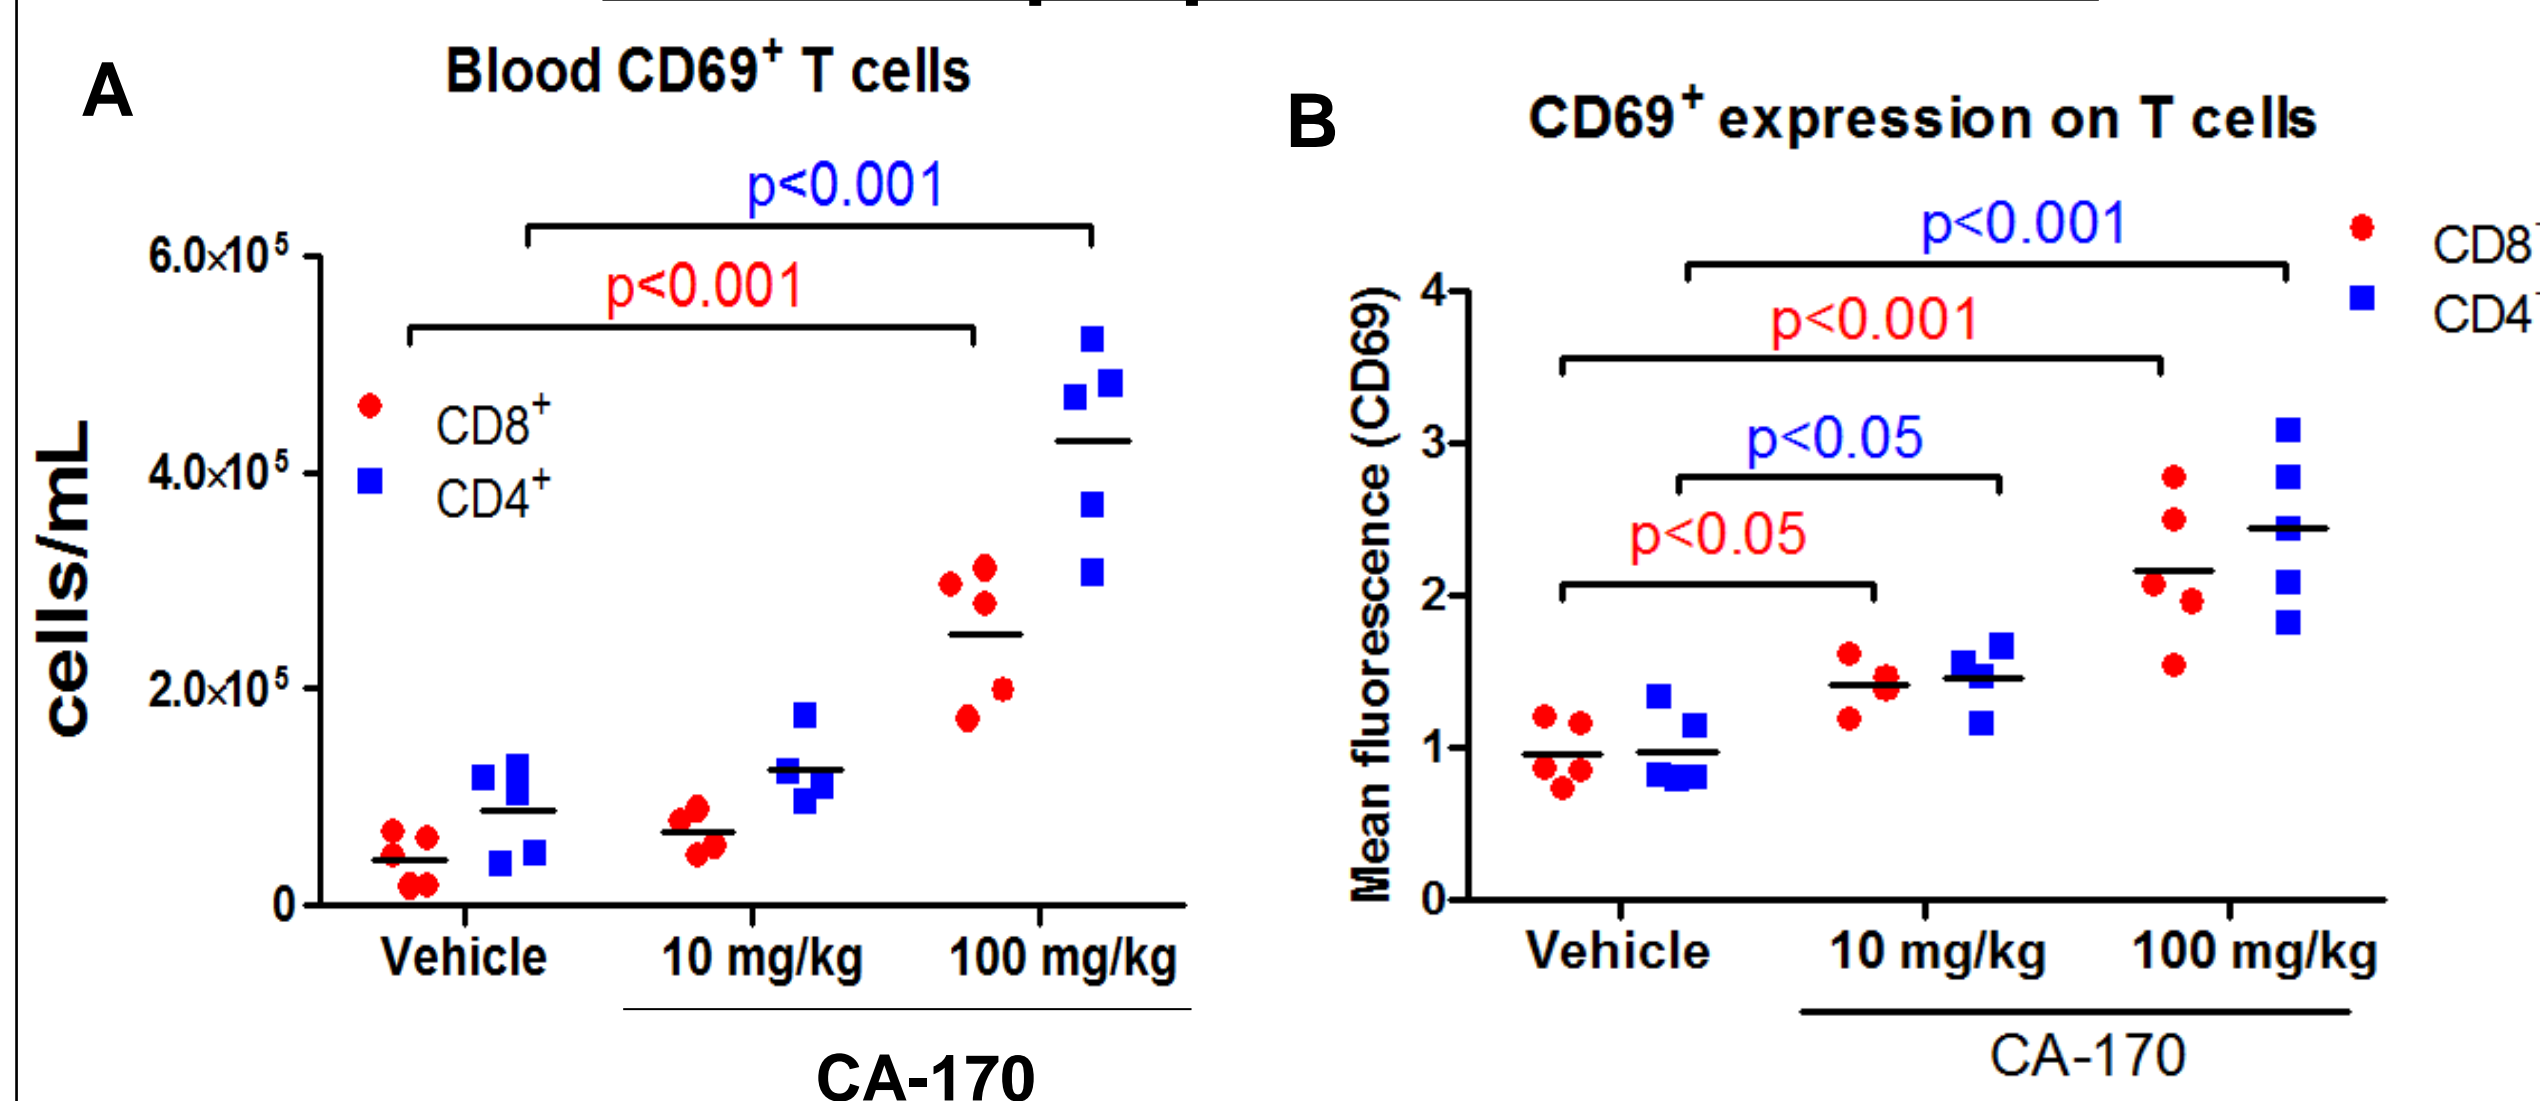 A
Blood CD69⁺ T cells
p<0.001
p<0.001
6.0×10⁵
4.0×10⁵
2.0×10⁵
0
cells/mL
CD8⁺
CD4⁺
Vehicle
10 mg/kg
100 mg/kg
CA-170
B
CD69⁺ expression on T cells
p<0.001
p<0.001
p<0.05
p<0.05
CD8
CD4
4
3
2
1
0
Mean fluorescence (CD69)
Vehicle
10 mg/kg
100 mg/kg
CA-170